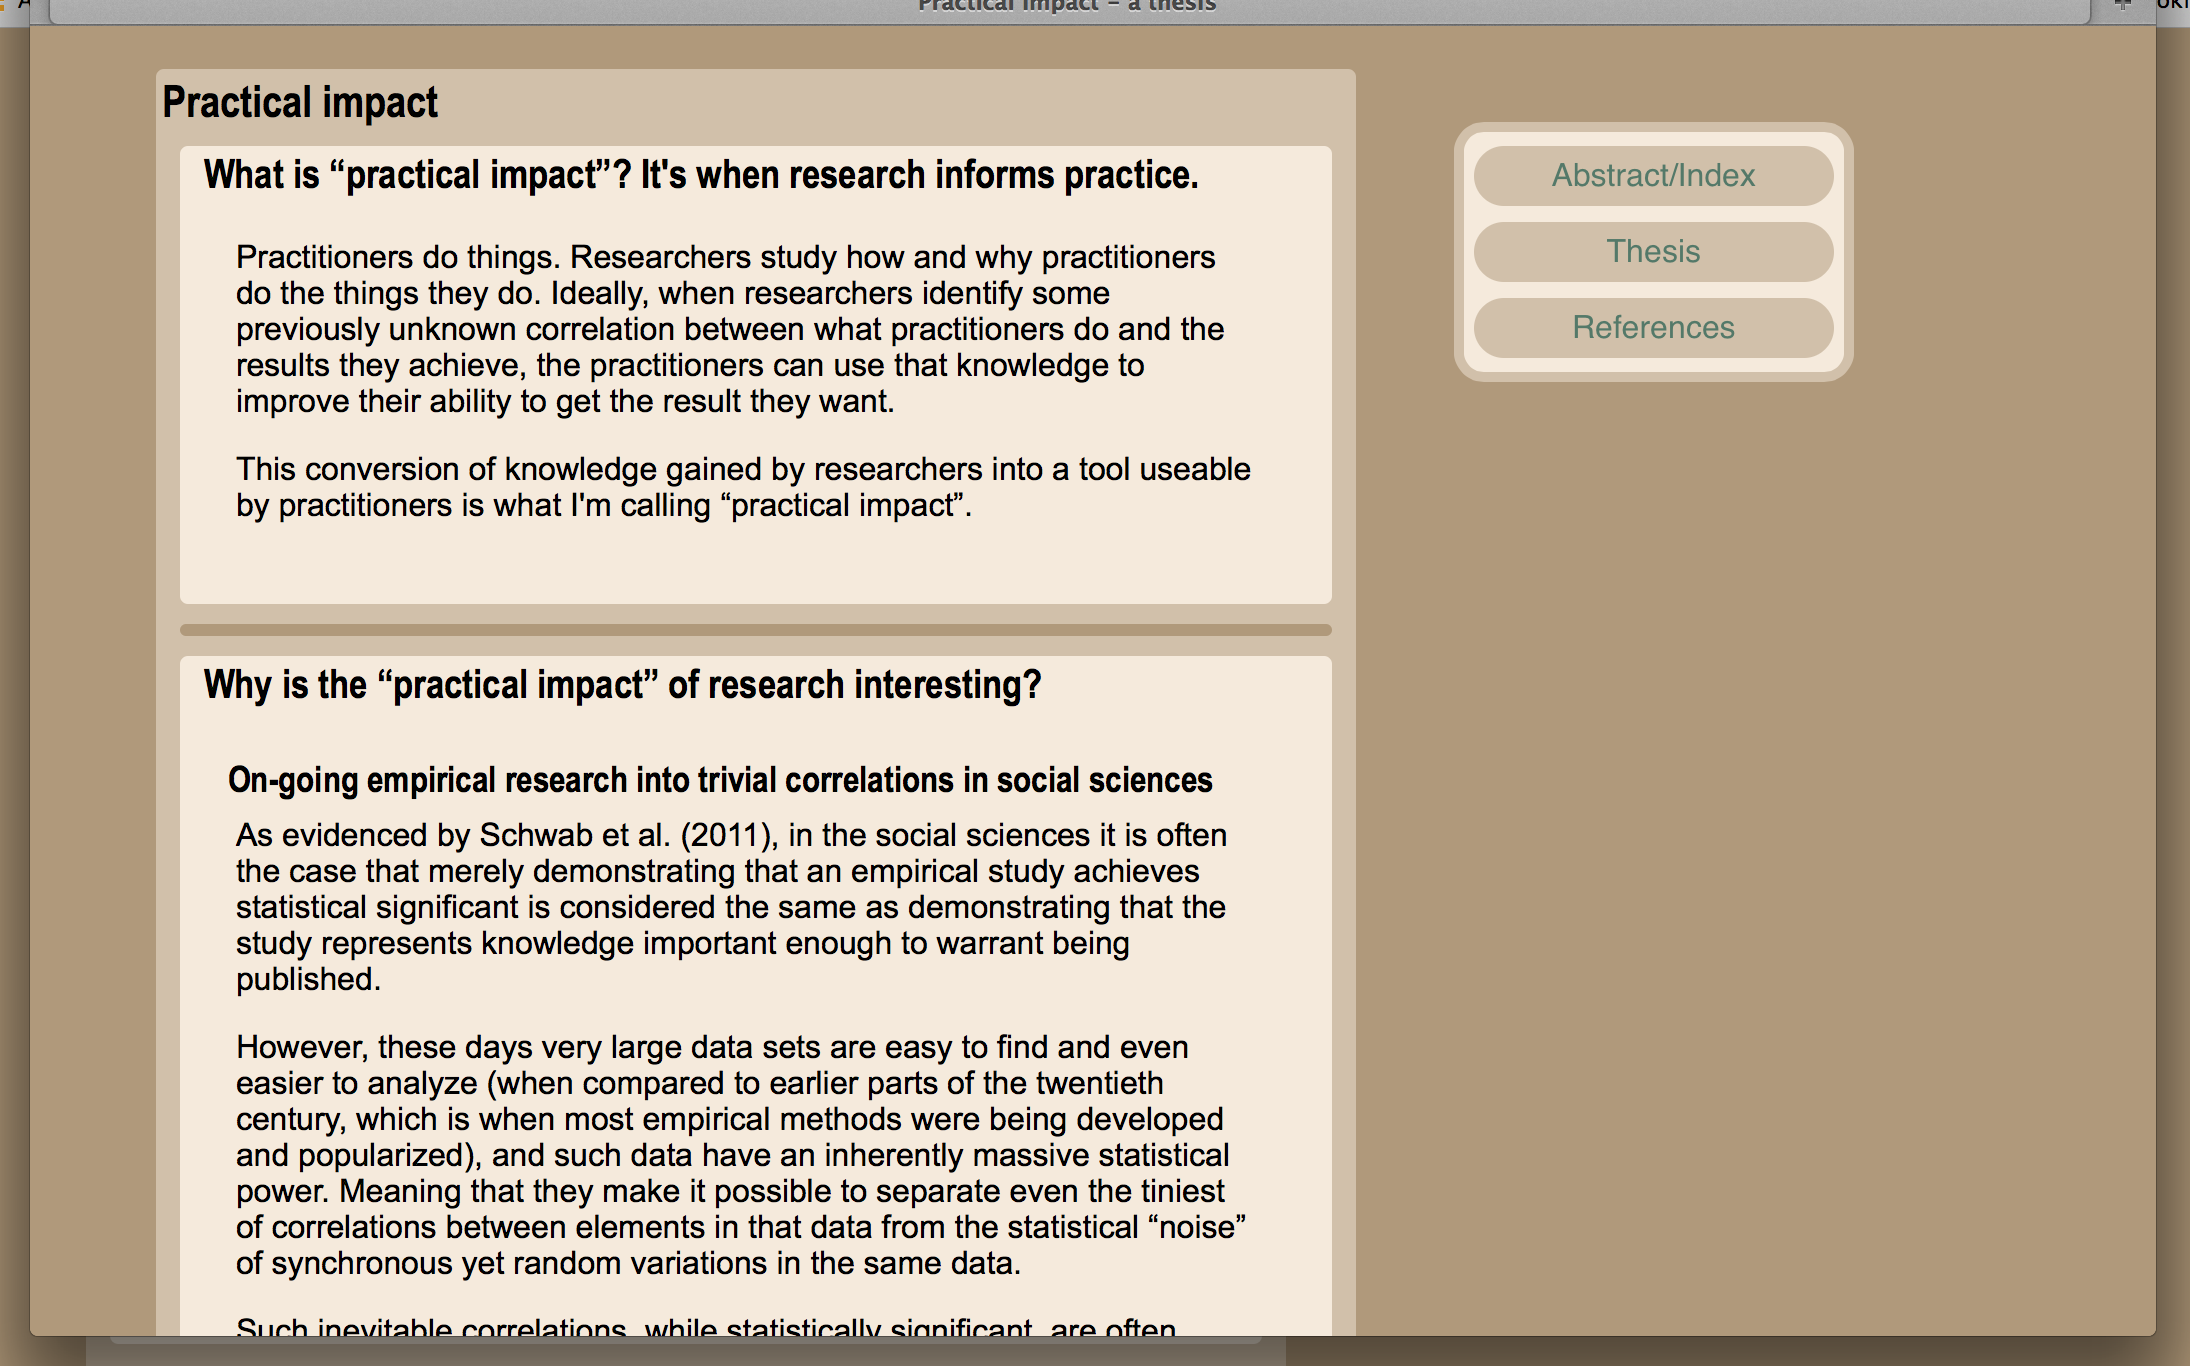 Practical impact – a thesis
Practical impact
What is “practical impact”? It's when research informs practice.
Practitioners do things. Researchers study how and why practitioners
do the things they do. Ideally, when researchers identify some
previously unknown correlation between what practitioners do and the
results they achieve, the practitioners can use that knowledge to
improve their ability to get the result they want.
This conversion of knowledge gained by researchers into a tool useable
by practitioners is what I'm calling “practical impact”.
Why is the “practical impact” of research interesting?
On-going empirical research into trivial correlations in social sciences
As evidenced by Schwab et al. (2011), in the social sciences it is often
the case that merely demonstrating that an empirical study achieves
statistical significant is considered the same as demonstrating that the
study represents knowledge important enough to warrant being
published.
However, these days very large data sets are easy to find and even
easier to analyze (when compared to earlier parts of the twentieth
century, which is when most empirical methods were being developed
and popularized), and such data have an inherently massive statistical
power. Meaning that they make it possible to separate even the tiniest
of correlations between elements in that data from the statistical “noise”
of synchronous yet random variations in the same data.
Such inevitable correlations, while statistically significant, are often
Abstract/Index
Thesis
References